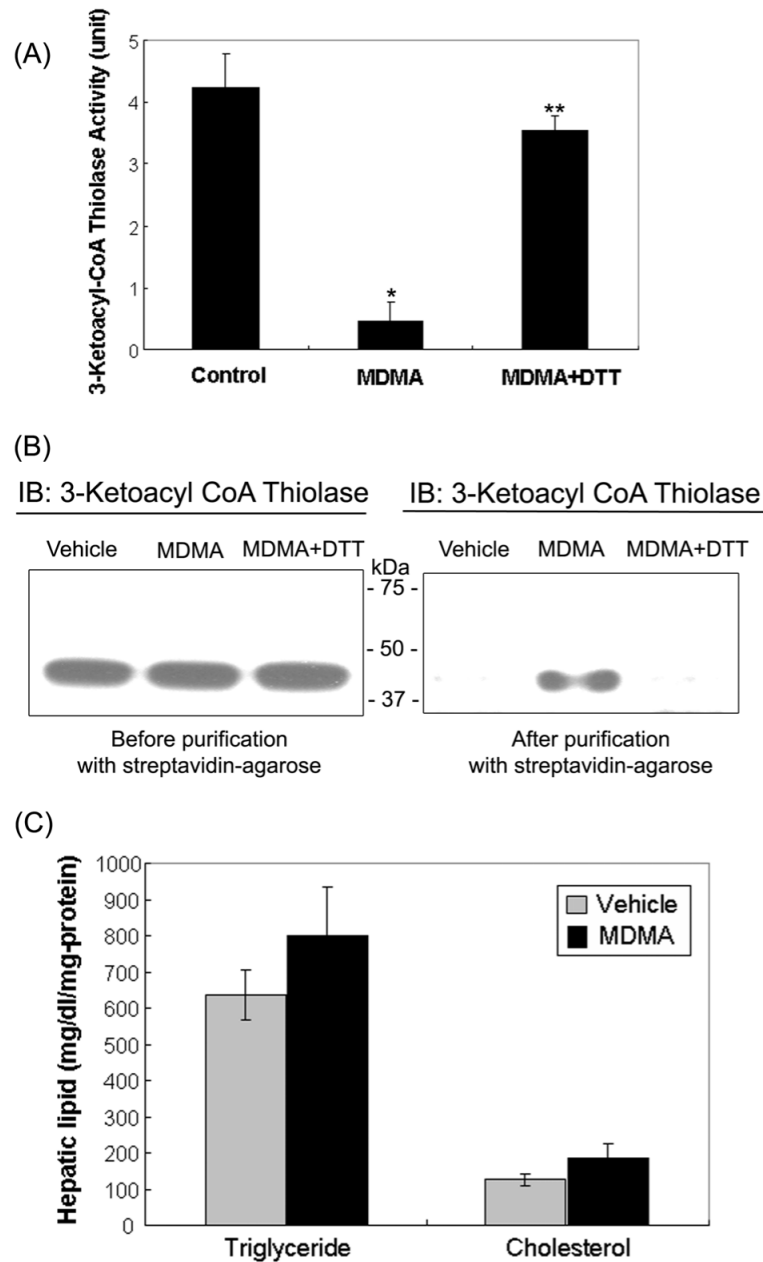 (A)
3-Ketoacyl-CoA Thiolase Activity (unit)
5
4
3
2
1
0
*
**
Control MDMA MDMA+DTT
(B)
IB: 3-Ketoacyl CoA Thiolase IB: 3-Ketoacyl CoA Thiolase
Vehicle MDMA MDMA+DTT kDa Vehicle MDMA MDMA+DTT
- 75 -
- 50 -
- 37 -
Before purification
with streptavidin-agarose
After purification
with streptavidin-agarose
(C)
Hepatic lipid (mg/dl/mg-protein)
1000
900
800
700
600
500
400
300
200
100
0
Vehicle
MDMA
Triglyceride Cholesterol